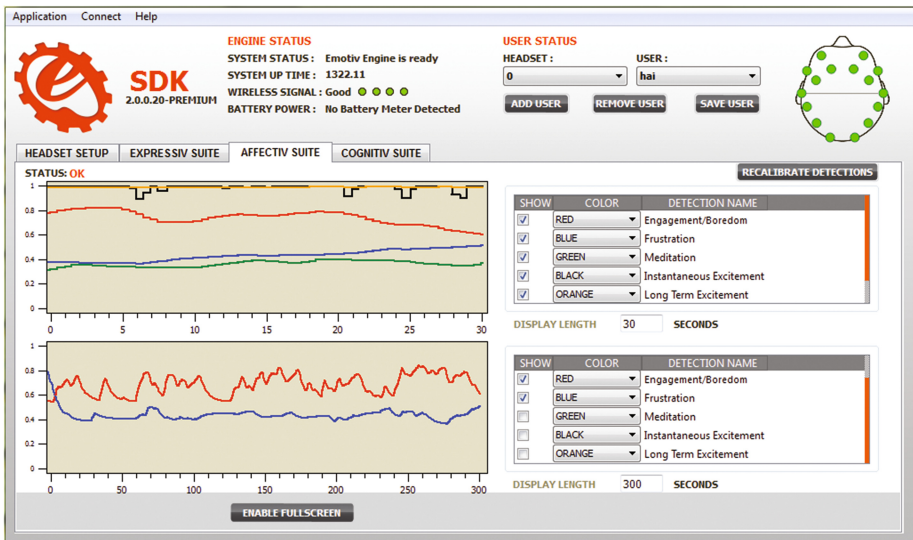 Application Connect Help
SDK
2.0.0.20-PREMIUM
ENGINE STATUS
SYSTEM STATUS : Emotiv Engine is ready
SYSTEM UP TIME : 1322.11
WIRELESS SIGNAL : Good
BATTERY POWER : No Battery Meter Detected
USER STATUS
HEADSET : USER :
0 hai
ADD USER REMOVE USER SAVE USER
HEADSET SETUP EXPRESSIV SUITE AFFECTIV SUITE COGNITIV SUITE
STATUS: OK
RECALIBRATE DETECTIONS
1
0.8
0.6
0.4
0.2
0
0 5 10 15 20 25 30
SHOW COLOR DETECTION NAME
RED Engagement/Boredom
BLUE Frustration
GREEN Meditation
BLACK Instantaneous Excitement
ORANGE Long Term Excitement
DISPLAY LENGTH 30 SECONDS
1
0.8
0.6
0.4
0.2
0
0 50 100 150 200 250 300
SHOW COLOR DETECTION NAME
RED Engagement/Boredom
BLUE Frustration
GREEN Meditation
BLACK Instantaneous Excitement
ORANGE Long Term Excitement
DISPLAY LENGTH 300 SECONDS
ENABLE FULLSCREEN